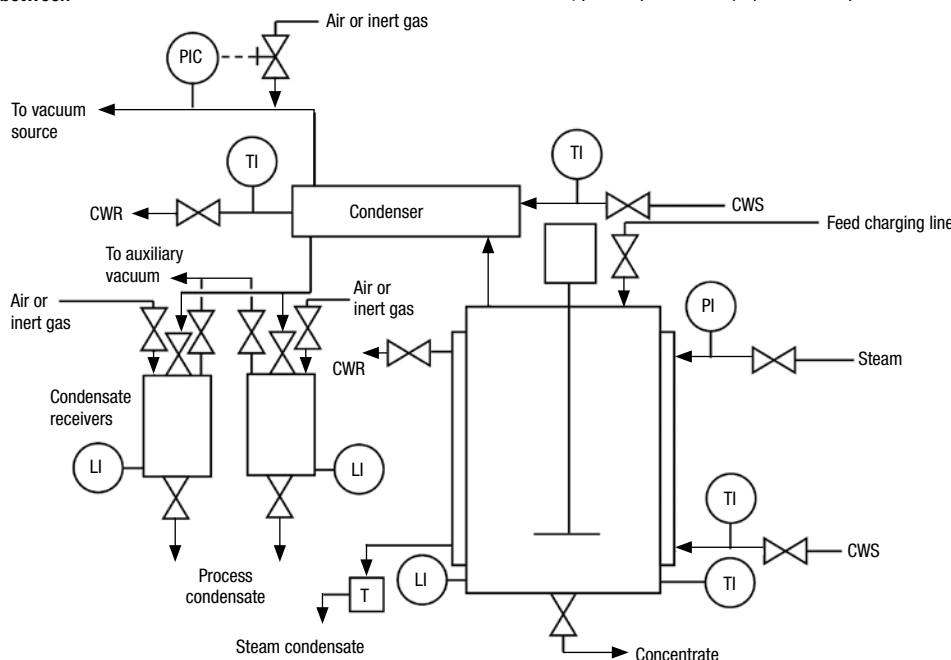 between
Air or inert gas
PIC
To vacuum
source
TI
TI
CWR
Condenser
CWS
Feed charging line
To auxiliary
vacuum
Air or
inert gas
Air or
inert gas
PI
CWR
Steam
Condensate
receivers
LI
LI
TI
CWS
Process
condensate
T
LI
TI
Steam condensate
Concentrate